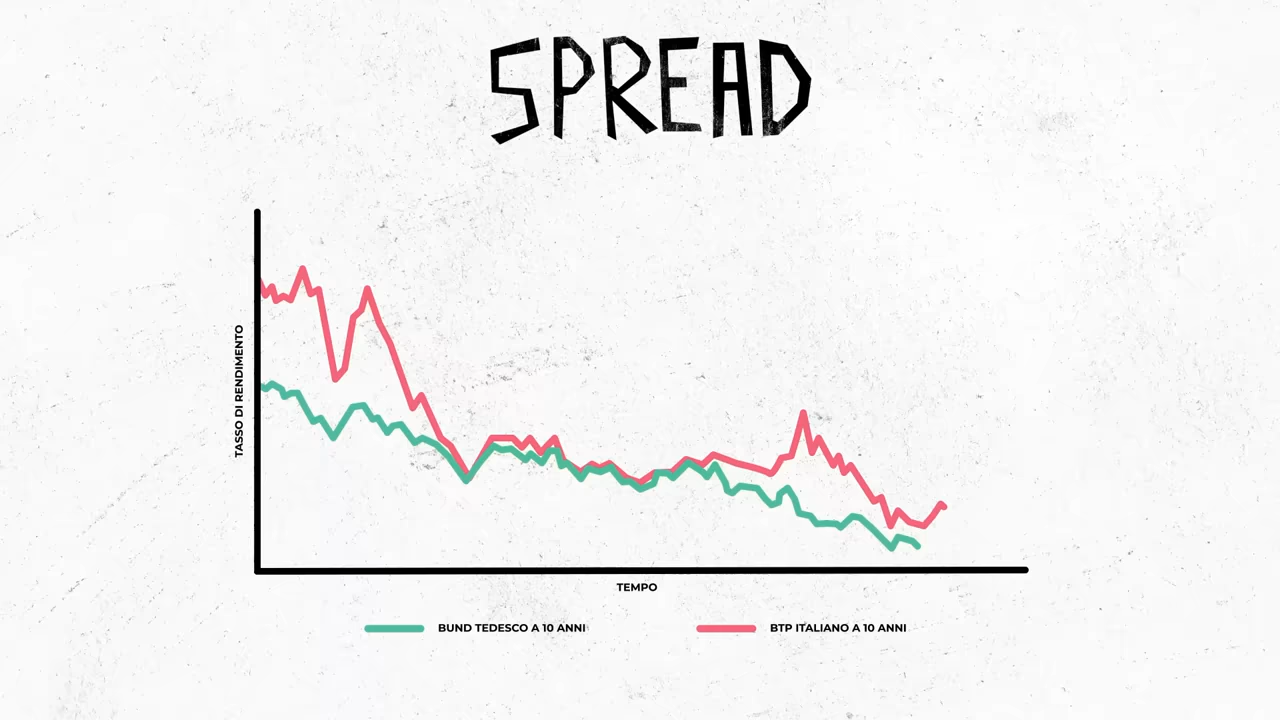 SPREAD
TASSO DI RENDIMENTO
TEMPO
BUND TEDESCO A 10 ANNI
BTP ITALIANO A 10 ANNI